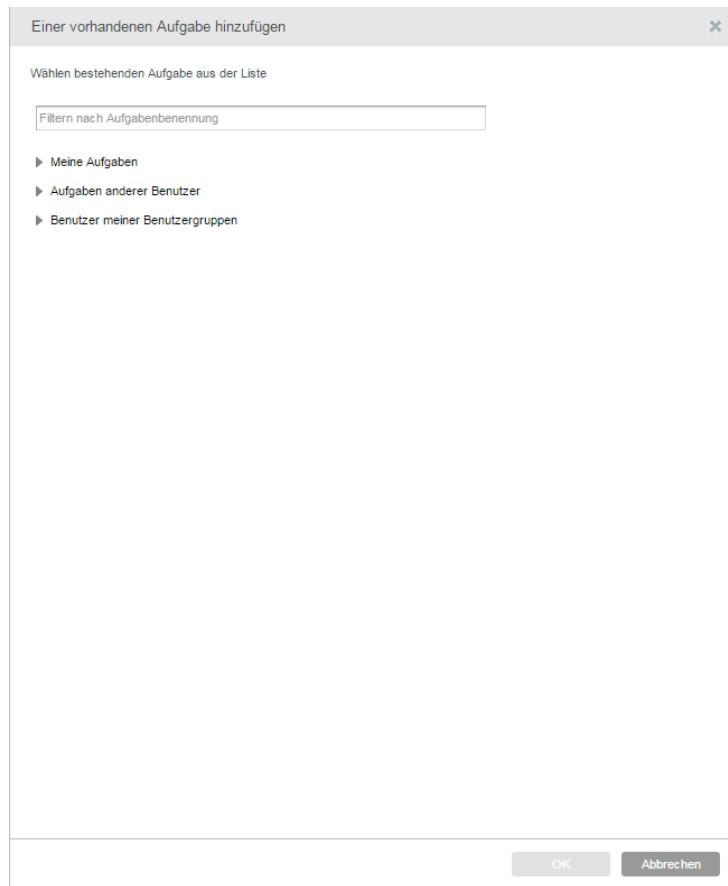 Einer vorhandenen Aufgabe hinzufügen
Wählen bestehenden Aufgabe aus der Liste
Filtern nach Aufgabenbenennung
Meine Aufgaben
Aufgaben anderer Benutzer
Benutzer meiner Benutzergruppen
OK Abbrechen